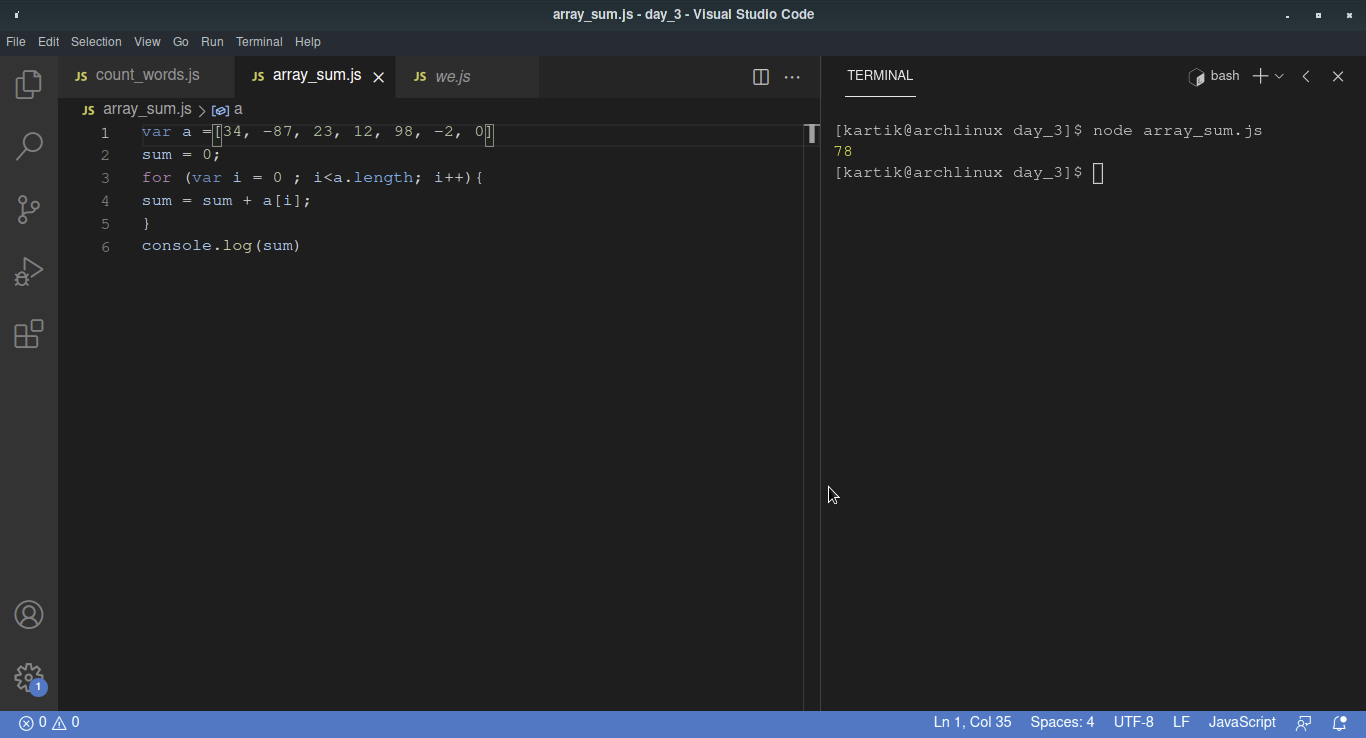 array_sum.js - day_3 - Visual Studio Code
File Edit Selection View Go Run Terminal Help
JS count_words.js JS array_sum.js JS we.js
JS array_sum.js > a
1 var a =[34, -87, 23, 12, 98, -2, 0]
2 sum = 0;
3 for (var i = 0 ; i<a.length; i++){
4 sum = sum + a[i];
5 }
6 console.log(sum)
TERMINAL bash
[kartik@archlinux day_3]$ node array_sum.js
78
[kartik@archlinux day_3]$
1
0 0 Ln 1, Col 35 Spaces: 4 UTF-8 LF JavaScript